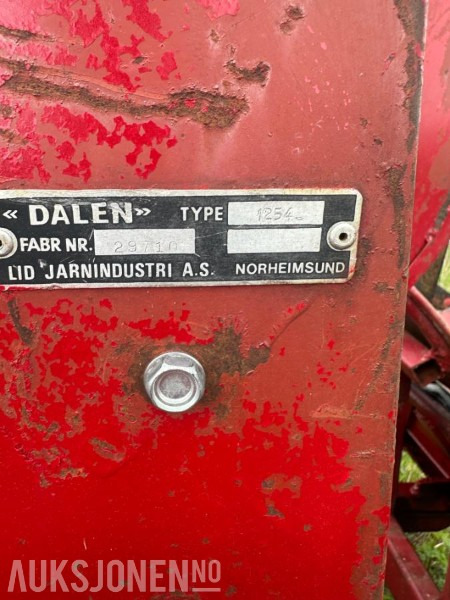 « DALEN» TYPE 1254
FABR NR. 29710
LID JARNINDUSTRI A.S. NORHEIMSUND
AUKSJONEN.NO